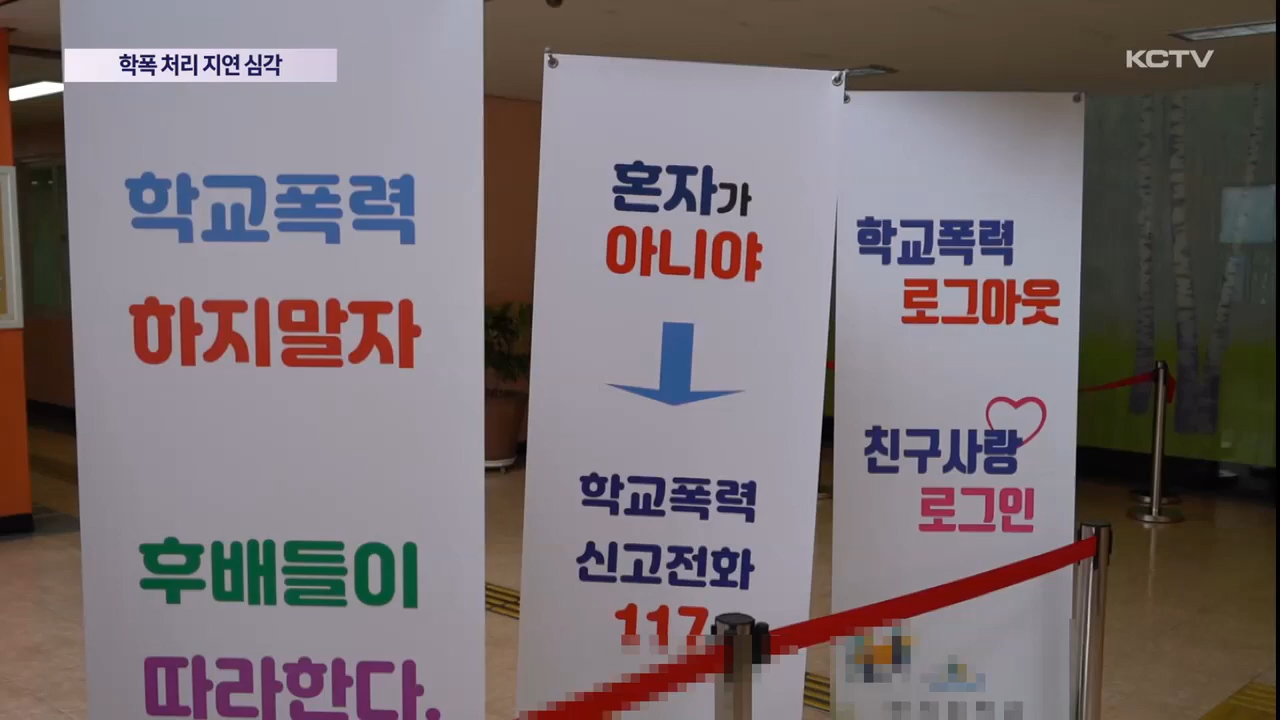 학폭 처리 지연 심각
KCTV
학교폭력
하지말자
후배들이
따라한다.
혼자가
아니야
학교폭력
신고전화
117
학교폭력
로그아웃
친구사랑
로그인